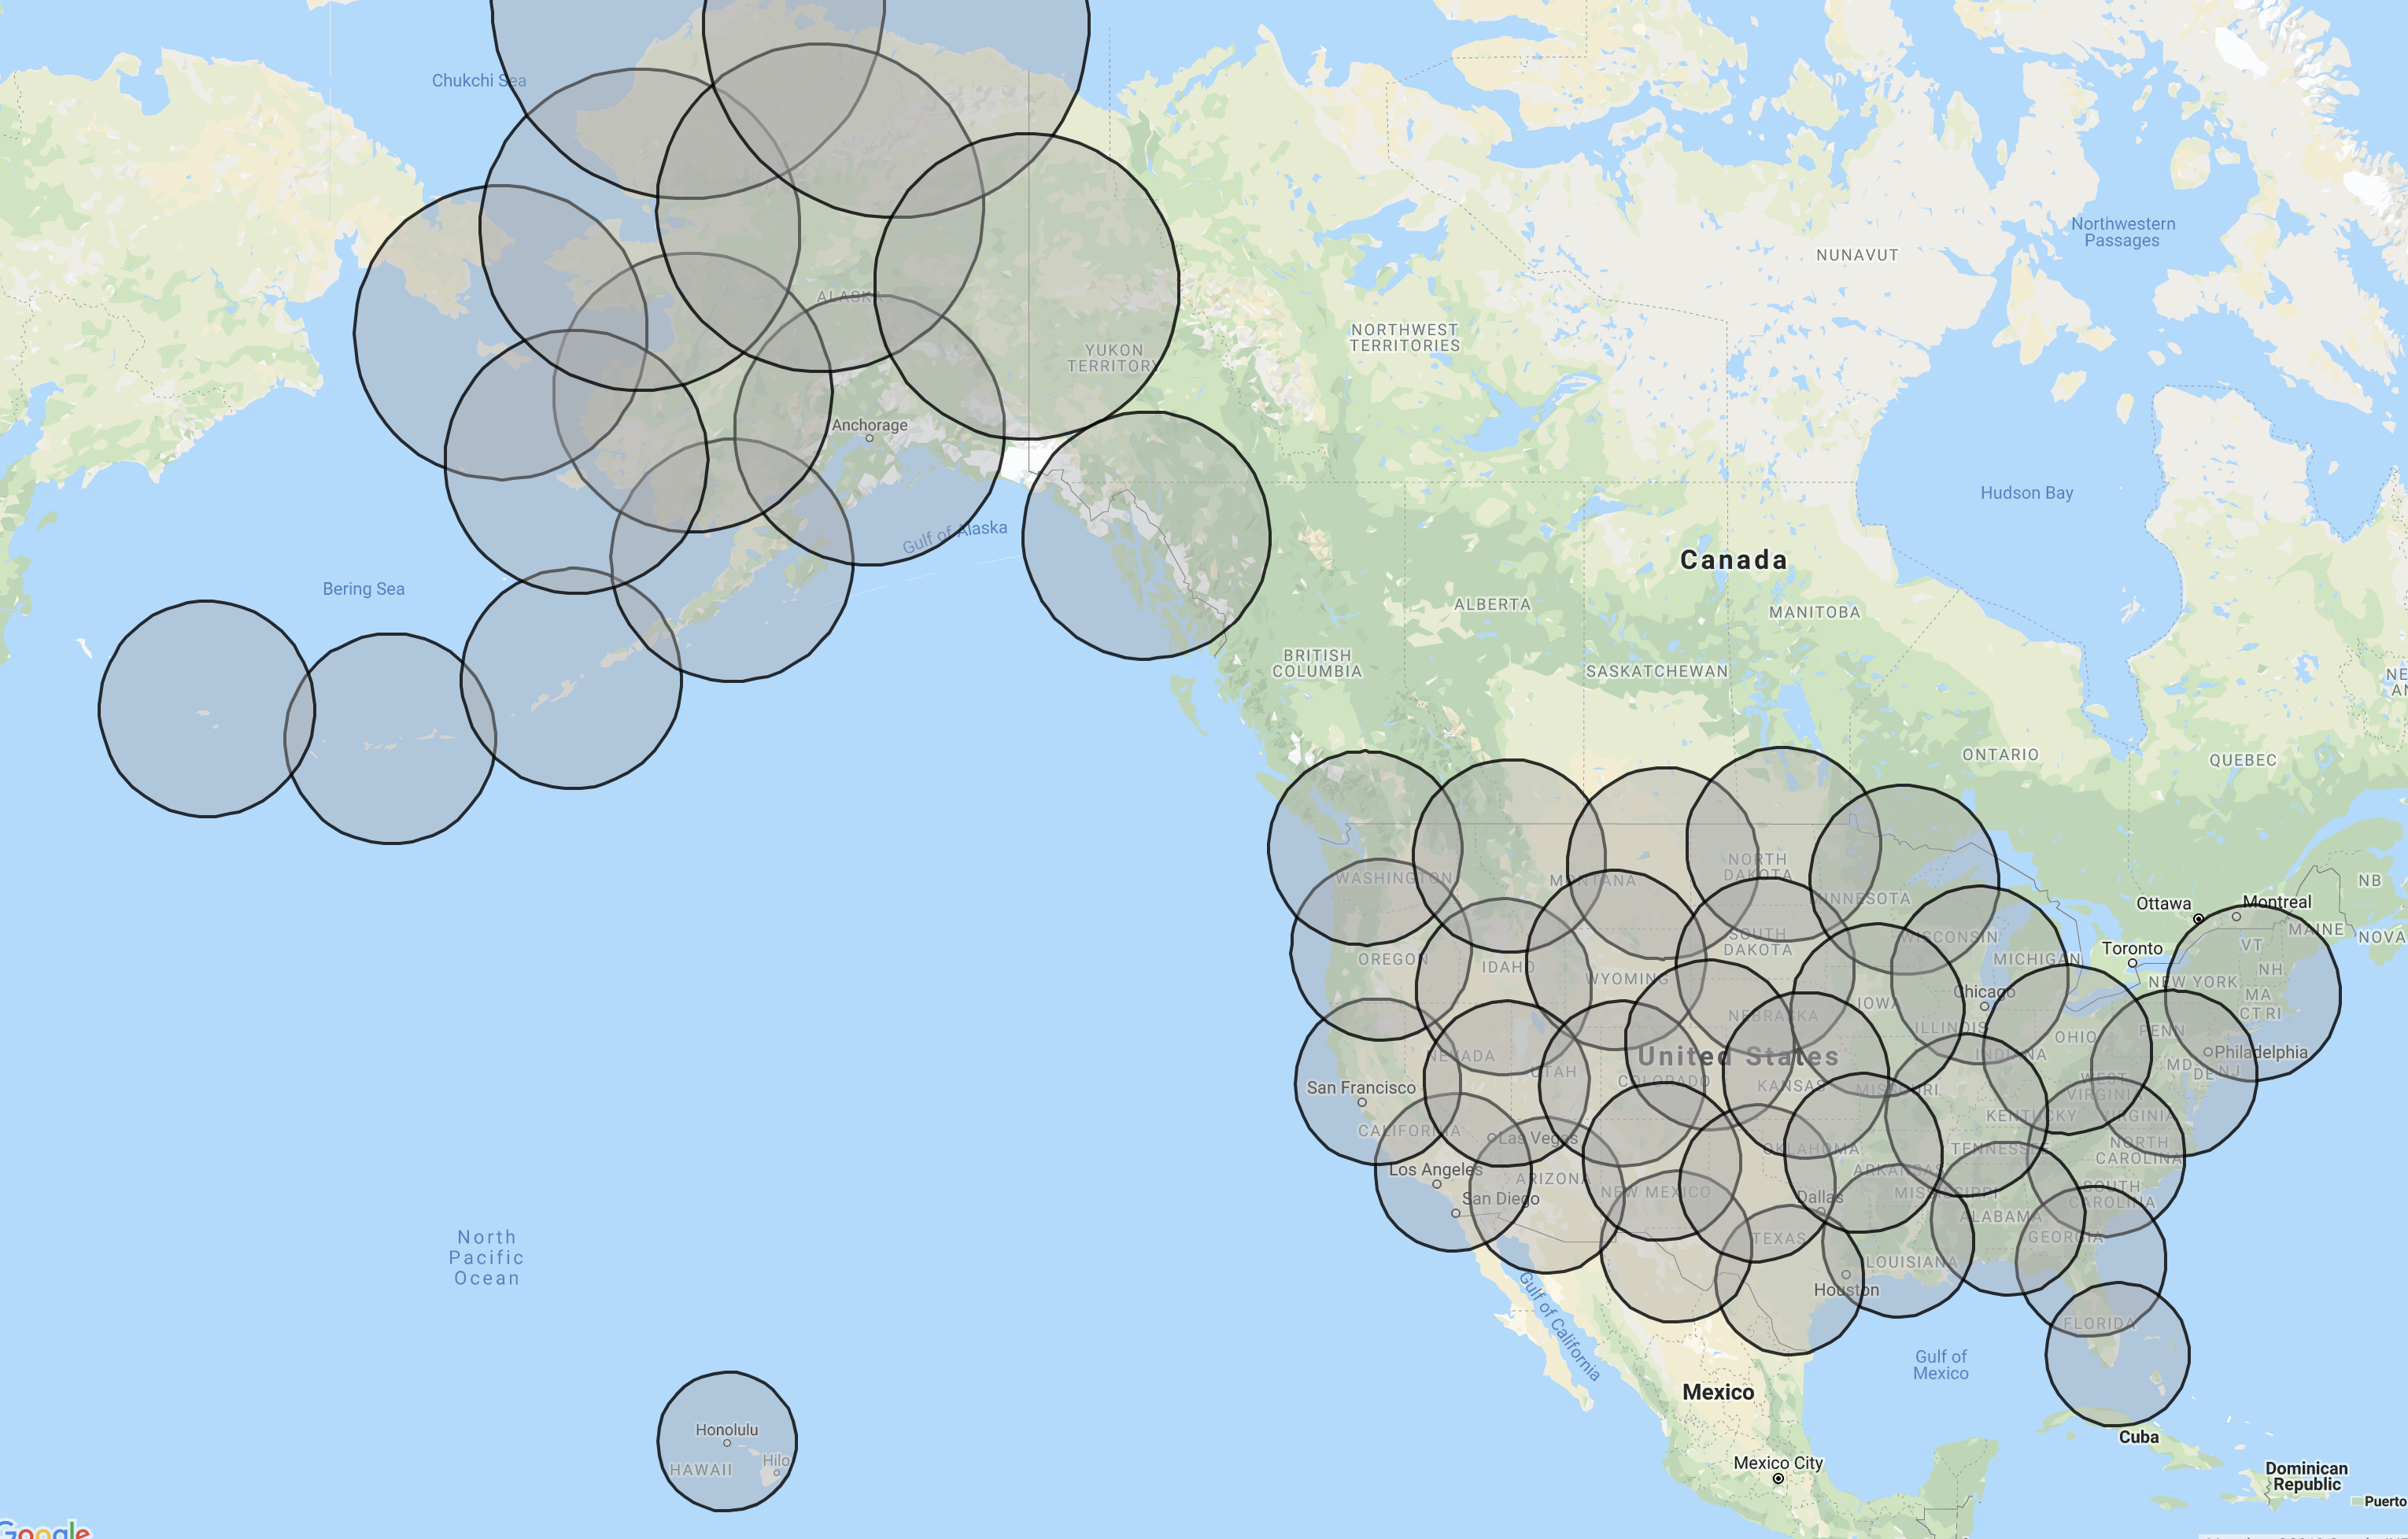 Chukchi Sea
Northwestern
Passages
NUNAVUT
ALASKA
NORTHWEST
TERRITORIES
YUKON
TERRITORY
Anchorage
Hudson Bay
Gulf of Alaska
Canada
Bering Sea
ALBERTA
MANITOBA
BRITISH
COLUMBIA
SASKATCHEWAN
ONTARIO
QUEBEC
NORTH
DAKOTA
WASHINGTON
MONTANA
NB
NNESOTA
Ottawa
Montreal
MAINE
NOVA
SOUTH
DAKOTA
WISCONSIN
VT
Toronto
OREGON
IDAHO
MICHIGAN
NH
WYOMING
NEW YORK
Chicago
MA
IOWA
CT RI
NEBRASKA
ILLINOIS
PENN
OHIO
United States
NEVADA
INDIANA
Philadelphia
UTAH
MD
DE
NJ
COLORADO
KANSAS
MISSOURI
WEST
VIRGINIA
San Francisco
KENTUCKY
VIRGINIA
CALIFORNIA
Las Vegas
OKLAHOMA
TENNESSEE
NORTH
CAROLINA
Los Angeles
ARIZONA
ARKANSAS
NEW MEXICO
Dallas
MISSISSIPPI
SOUTH
CAROLINA
San Diego
ALABAMA
TEXAS
GEORGIA
North
Pacific
Ocean
LOUISIANA
Houston
Gulf of California
FLORIDA
Gulf of
Mexico
Mexico
Honolulu
Cuba
HAWAII
Hilo
Mexico City
Dominican
Republic
Puerto
Google